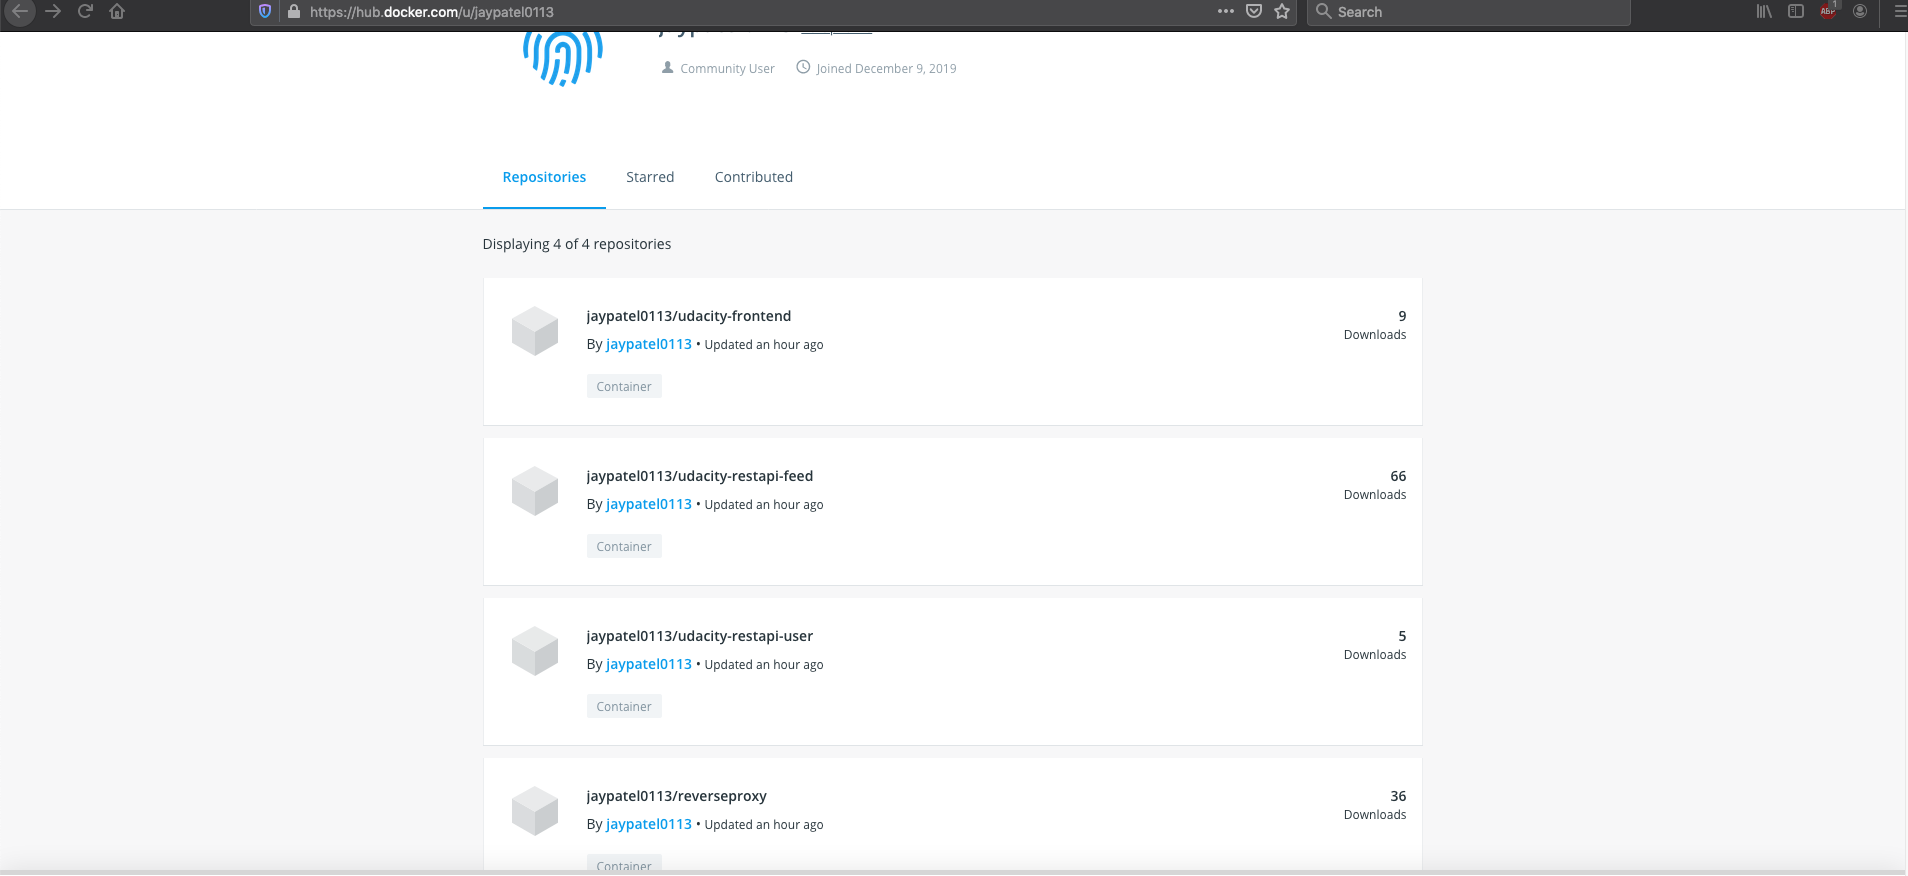 https://hub.docker.com/u/jaypatel0113
Search
ABP
1
Community User
Joined December 9, 2019
Repositories
Starred
Contributed
Displaying 4 of 4 repositories
jaypatel0113/udacity-frontend
9
Downloads
By jaypatel0113 • Updated an hour ago
Container
jaypatel0113/udacity-restapi-feed
66
Downloads
By jaypatel0113 • Updated an hour ago
Container
jaypatel0113/udacity-restapi-user
5
Downloads
By jaypatel0113 • Updated an hour ago
Container
jaypatel0113/reverseproxy
36
Downloads
By jaypatel0113 • Updated an hour ago
Container